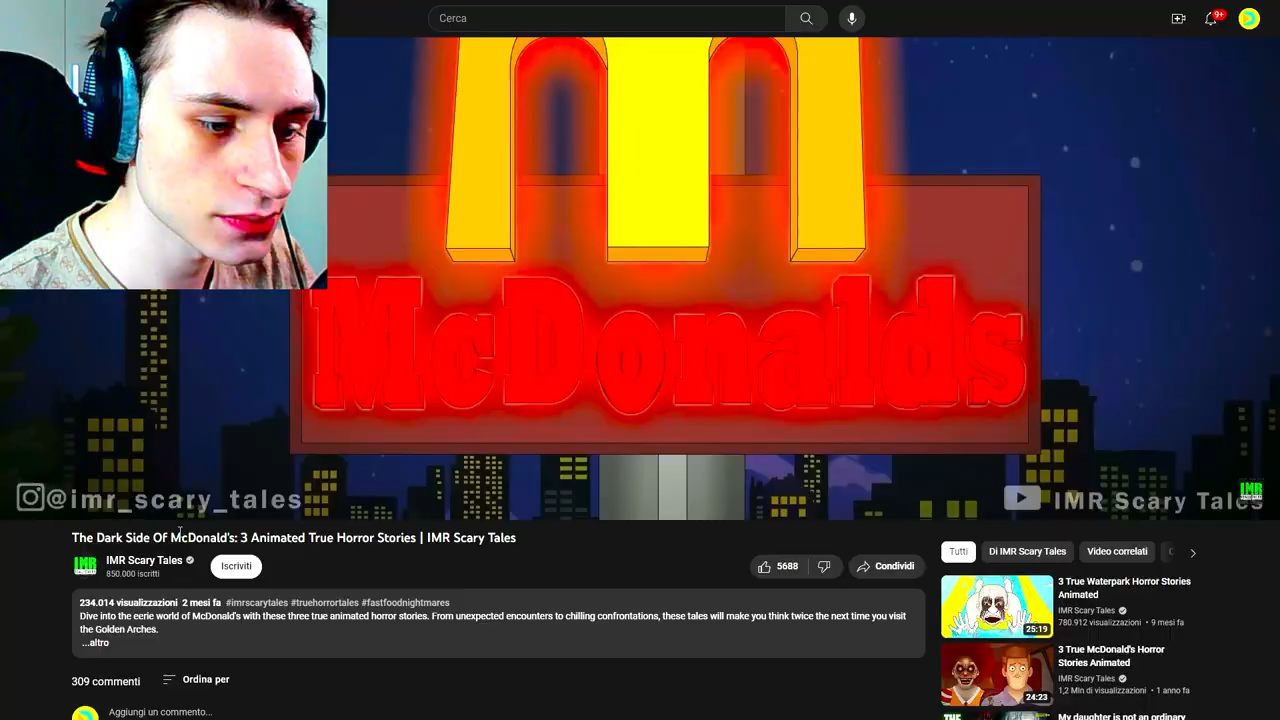 Cerca
9+
McDonalds
@imr_scary_tales
IMR Scary Tales
IMR
The Dark Side Of McDonald's: 3 Animated True Horror Stories | IMR Scary Tales
IMR
IMR Scary Tales
850.000 iscritti
Iscriviti
5688
Condividi
234.014 visualizzazioni 2 mesi fa #imrscarytales #truehorrortales #fastfoodnightmares
Dive into the eerie world of McDonald's with these three true animated horror stories. From unexpected encounters to chilling confrontations, these tales will make you think twice the next time you visit
the Golden Arches.
...altro
309 commenti
Ordina per
Aggiungi un commento...
Tutti
Di IMR Scary Tales
Video correlati
25:19
3 True Waterpark Horror Stories
Animated
IMR Scary Tales
780.912 visualizzazioni • 9 mesi fa
24:23
3 True McDonald's Horror
Stories Animated
IMR Scary Tales
1,2 Mln di visualizzazioni • 1 anno fa
THE
My daughter is not an ordinary